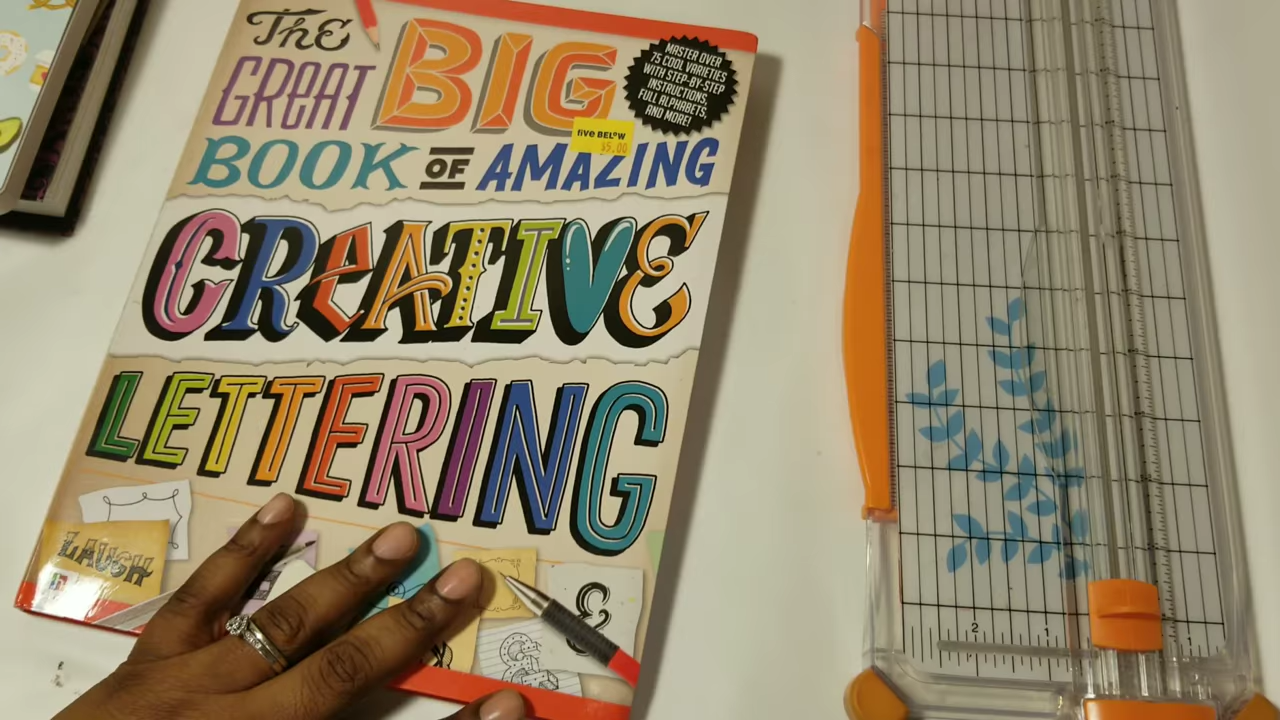 THE
GREAT BIG
BOOK OF AMAZING
CREATIVE
LETTERING
MASTER OVER
75 COOL VARIETIES
WITH STEP-BY-STEP
INSTRUCTIONS,
FULL ALPHABETS,
AND MORE!
five BELOW
$5.00
LAUGH
&
2 1 1